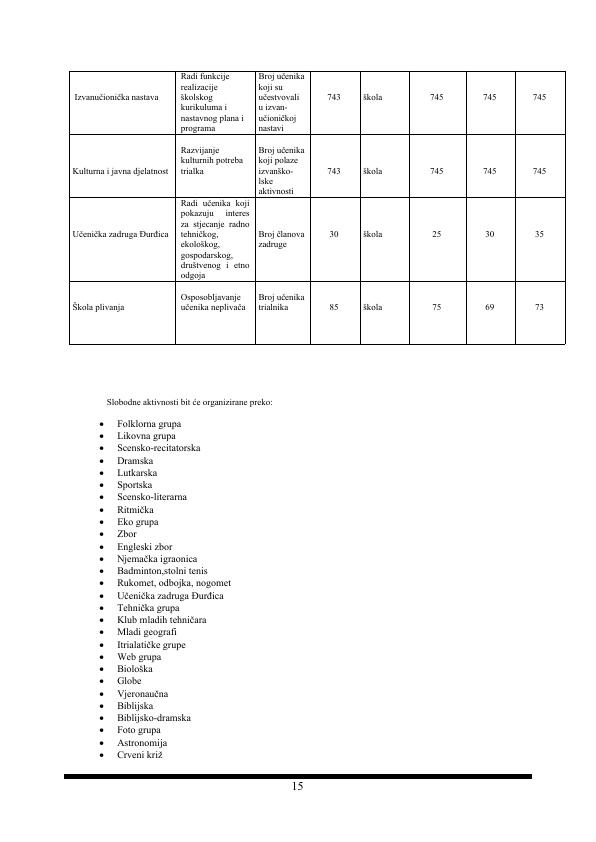 Izvanučionička nastava
Radi funkcije
realizacije
školskog
kurikuluma i
nastavnog plana i
programa
Broj učenika
koji su
učestvovali
u izvan-
učioničkoj
nastavi
743
škola
745
745
745
Kulturna i javna djelatnost
Razvijanje
kulturnih potreba
trialka
Broj učenika
koji polaze
izvanško-
lske
aktivnosti
743
škola
745
745
745
Učenička zadruga Đurđica
Radi učenika koji
pokazuju interes
za stjecanje radno
tehničkog,
ekološkog,
gospodarskog,
društvenog i etno
odgoja
Broj članova
zadruge
30
škola
25
30
35
Škola plivanja
Osposobljavanje
učenika neplivača
Broj učenika
trialnika
85
škola
75
69
73
Slobodne aktivnosti bit će organizirane preko:
• Folklorna grupa
• Likovna grupa
• Scensko-recitatorska
• Dramska
• Lutkarska
• Sportska
• Scensko-literarna
• Ritmička
• Eko grupa
• Zbor
• Engleski zbor
• Njemačka igraonica
• Badminton,stolni tenis
• Rukomet, odbojka, nogomet
• Učenička zadruga Đurđica
• Tehnička grupa
• Klub mladih tehničara
• Mladi geografi
• Itrialatičke grupe
• Web grupa
• Biološka
• Globe
• Vjeronaučna
• Biblijska
• Biblijsko-dramska
• Foto grupa
• Astronomija
• Crveni križ
15